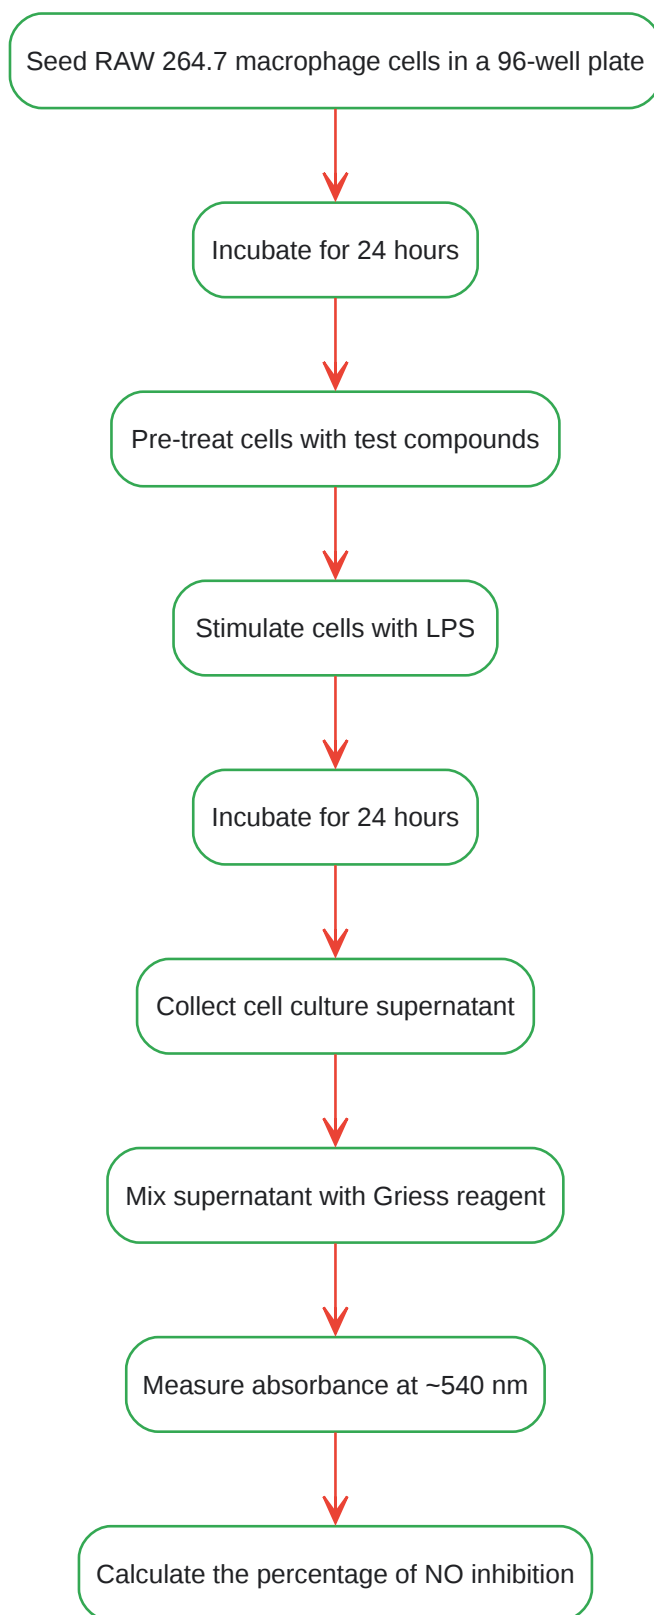 Seed RAW 264.7 macrophage cells in a 96-well plate
Incubate for 24 hours
Pre-treat cells with test compounds
Stimulate cells with LPS
Incubate for 24 hours
Collect cell culture supernatant
Mix supernatant with Griess reagent
Measure absorbance at ~540 nm
Calculate the percentage of NO inhibition